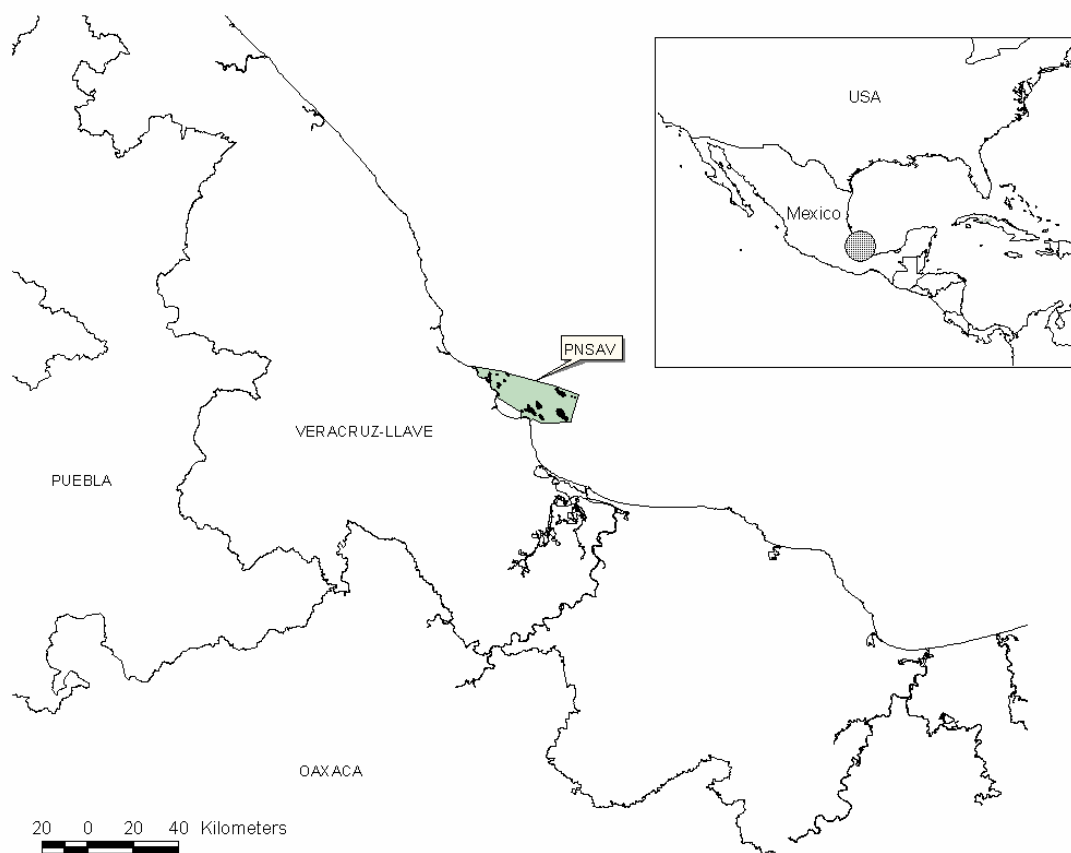 USA
Mexico
PNSAV
VERACRUZ-LLAVE
PUEBLA
OAXACA
20 0 20 40 Kilometers